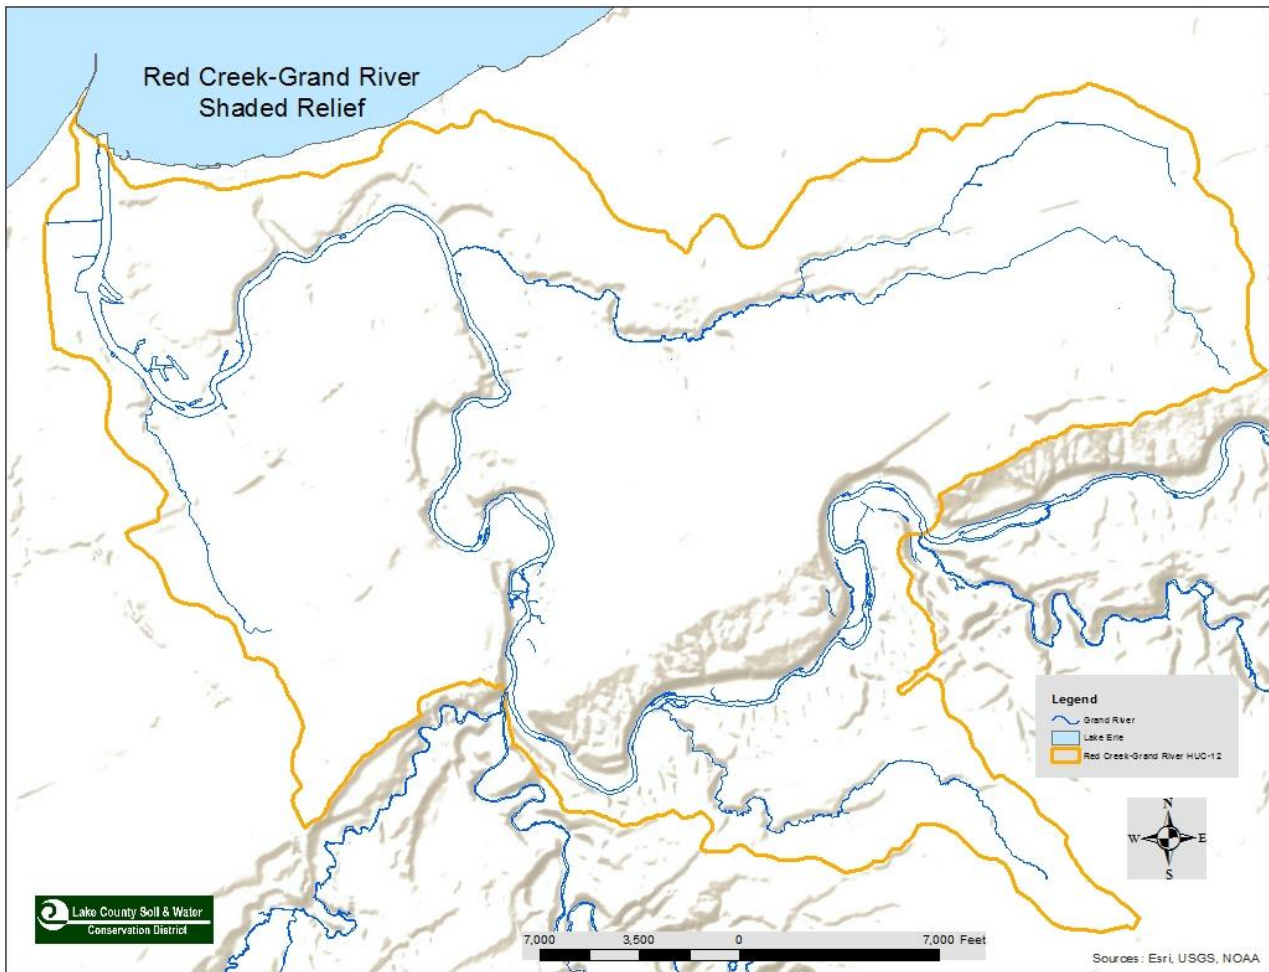 Red Creek-Grand River
Shaded Relief
Legend
Grand River
Lake Erie
Red Creek-Grand River HUC-12
N
W E
S
Lake County Soil & Water
Conservation District
7,000 3,500 0 7,000 Feet
Sources: Esri, USGS, NOAA